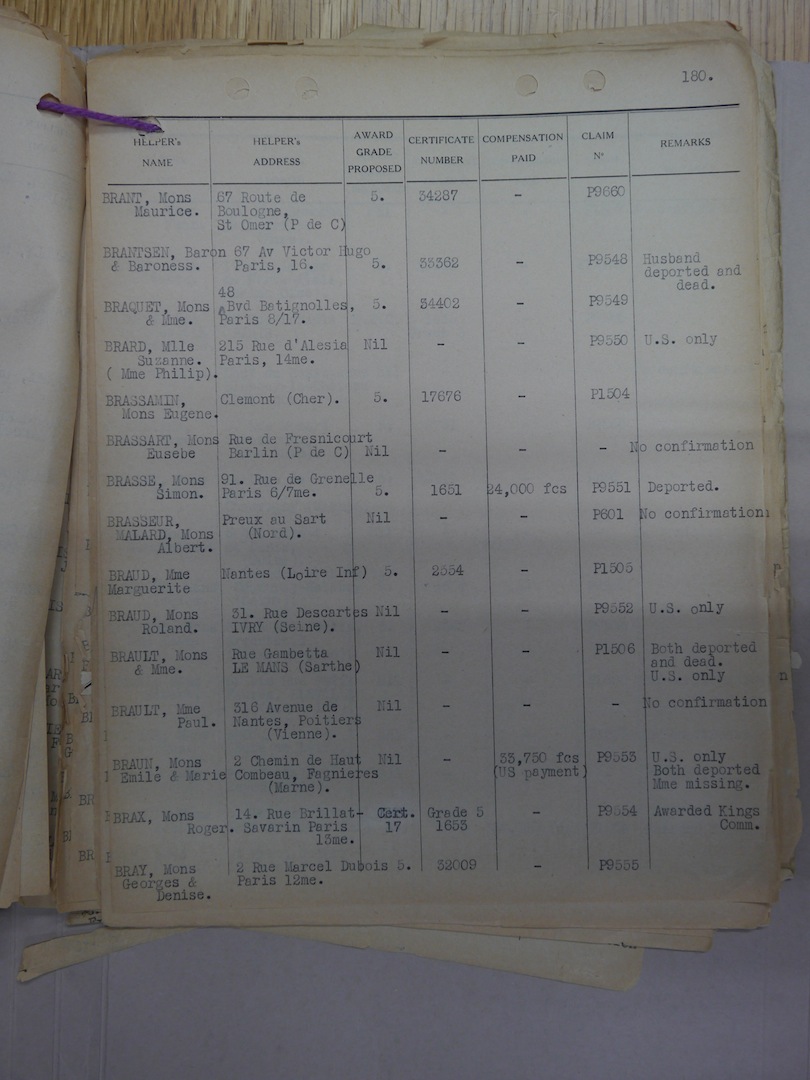 180.
HELPER's NAME HELPER's ADDRESS AWARD GRADE PROPOSED CERTIFICATE NUMBER COMPENSATION PAID CLAIM No REMARKS
BRANT, Mons 67 Route de 5. 34287 - P9660
Maurice. Boulogne,
St Omer (P de C)
BRANTSEN, Baron 67 Av Victor Hugo
& Baroness. Paris, 16. 5. 33362 - P9548 Husband
deported and
dead.
48
BRAQUET, Mons Bvd Batignolles, 5. 34402 - P9549
& Mme. Paris 8/17.
BRARD, Mlle 215 Rue d'Alesia Nil - - P9550 U.S. only
Suzanne. Paris, 14me.
( Mme Philip).
BRASSAMIN, Clemont (Cher). 5. 17676 - P1504
Mons Eugene.
BRASSART, Mons Rue de Fresnicourt
Eusebe Barlin (P de C) Nil - - - No confirmation
BRASSE, Mons 91. Rue de Grenelle
Simon. Paris 6/7me. 5. 1651 24,000 fcs P9551 Deported.
BRASSEUR, Preux au Sart Nil - - P601 No confirmation
MALARD, Mons (Nord).
Albert.
BRAUD, Mme Nantes (Loire Inf) 5. 2554 - P1505
Marguerite
BRAUD, Mons 31. Rue Descartes Nil - - P9552 U.S. only
Roland. IVRY (Seine).
BRAULT, Mons Rue Gambetta Nil - - P1506 Both deported
& Mme. LE MANS (Sarthe) and dead.
U.S. only
BRAULT, Mme 316 Avenue de Nil - - - No confirmation
Paul. Nantes, Poitiers
(Vienne).
BRAUN, Mons 2 Chemin de Haut Nil - 33,750 fcs P9553 U.S. only
Emile & Marie Combeau, Fagnieres (US payment) Both deported
(Marne). Mme missing.
BRAX, Mons 14. Rue Brillat- Cert. Grade 5 - P9554 Awarded Kings
Roger. Savarin Paris 17 1653 Comm.
13me.
BRAY, Mons 2 Rue Marcel Dubois 5. 32009 - P9555
Georges & Paris 12me.
Denise.